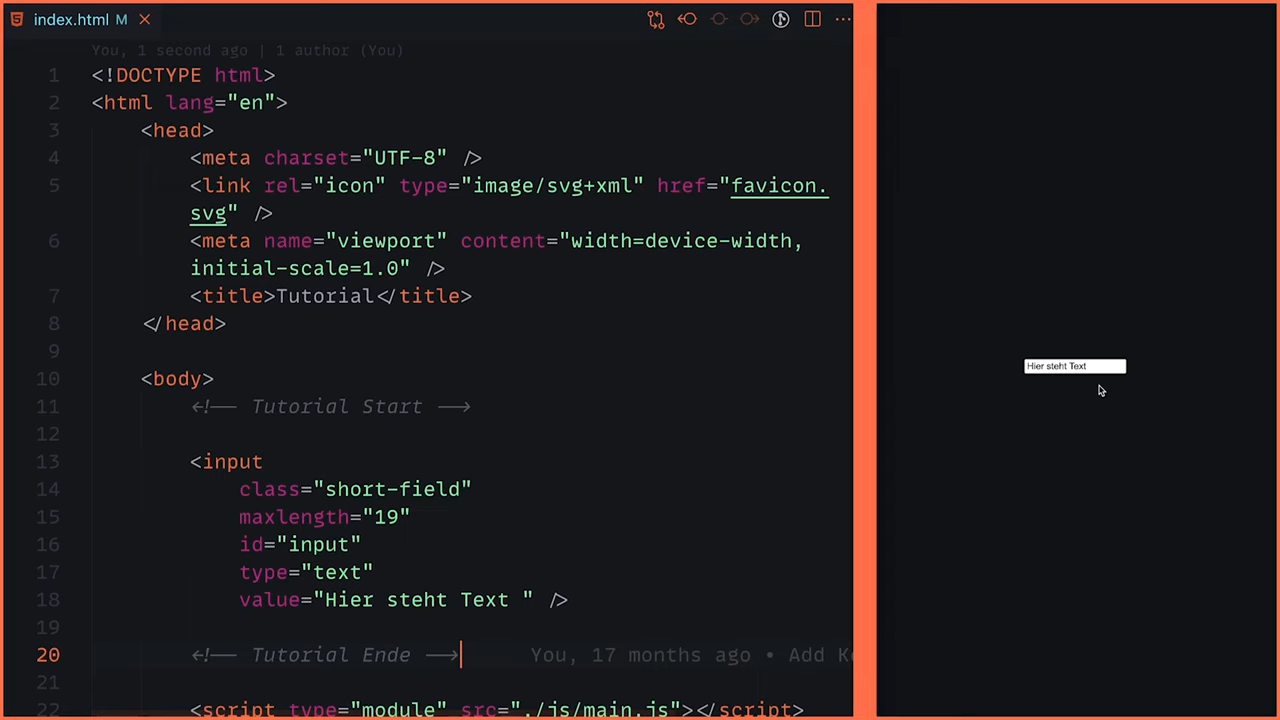 index.html M
You, 1 second ago | 1 author (You)
1 <!DOCTYPE html>
2 <html lang="en">
3 <head>
4 <meta charset="UTF-8" />
5 <link rel="icon" type="image/svg+xml" href="favicon.
svg" />
6 <meta name="viewport" content="width=device-width,
initial-scale=1.0" />
7 <title>Tutorial</title>
8 </head>
9
10 <body>
11 <!-- Tutorial Start -->
12
13 <input
14 class="short-field"
15 maxlength="19"
16 id="input"
17 type="text"
18 value="Hier steht Text " />
19
20 <!-- Tutorial Ende --> You, 17 months ago • Add
21
22 <script type="module" src="./js/main.js"></script>
Hier steht Text